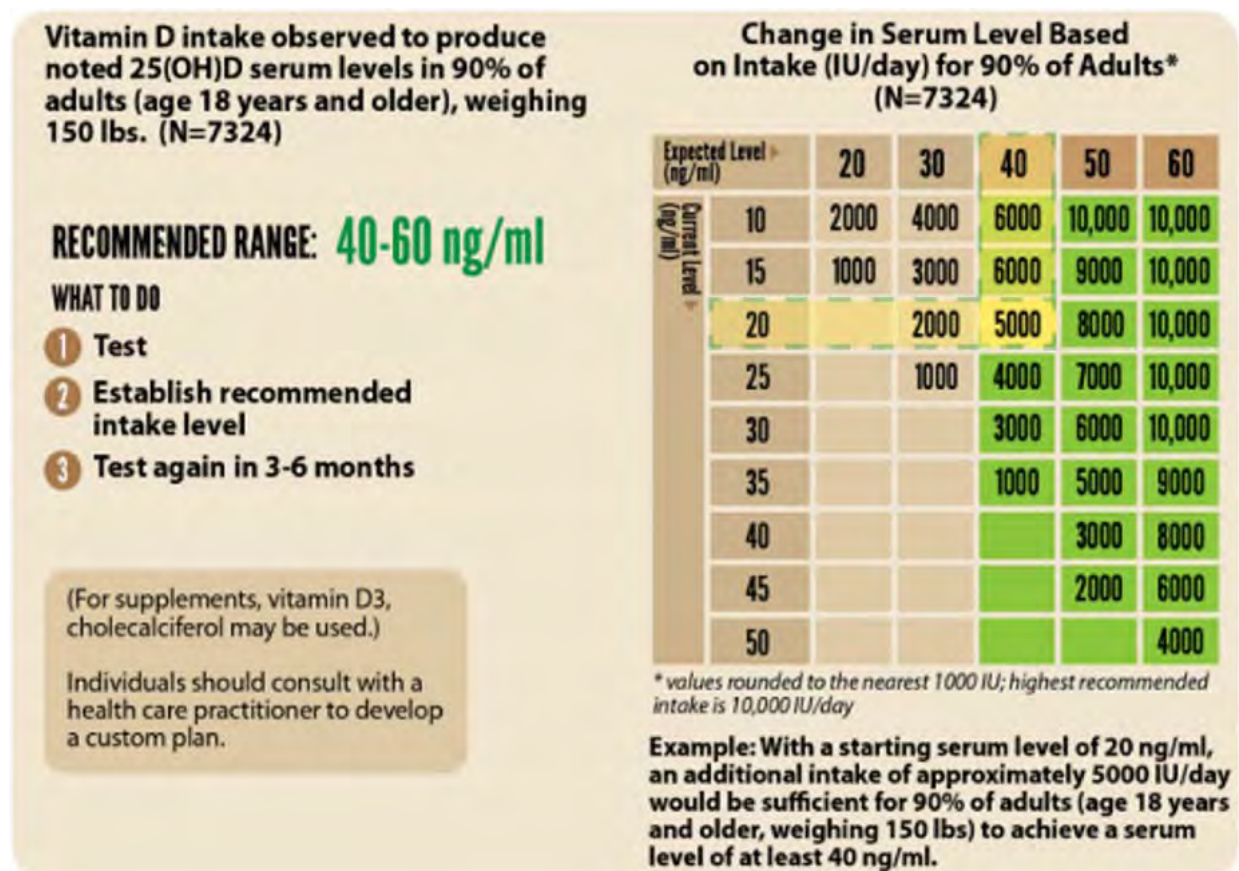 Vitamin D intake observed to produce
noted 25(OH)D serum levels in 90% of
adults (age 18 years and older), weighing
150 lbs. (N=7324)
RECOMMENDED RANGE: 40-60 ng/ml
WHAT TO DO
1 Test
2 Establish recommended
intake level
3 Test again in 3-6 months
(For supplements, vitamin D3,
cholecalciferol may be used.)
Individuals should consult with a
health care practitioner to develop
a custom plan.
Change in Serum Level Based
on Intake (IU/day) for 90% of Adults*
(N=7324)
Expected Level
(ng/ml)
20 30 40 50 60
Current Level
(ng/ml)
10 2000 4000 6000 10,000 10,000
15 1000 3000 6000 9000 10,000
20 2000 5000 8000 10,000
25 1000 4000 7000 10,000
30 3000 6000 10,000
35 1000 5000 9000
40 3000 8000
45 2000 6000
50 4000
* values rounded to the nearest 1000 IU; highest recommended
intake is 10,000 IU/day
Example: With a starting serum level of 20 ng/ml,
an additional intake of approximately 5000 IU/day
would be sufficient for 90% of adults (age 18 years
and older, weighing 150 lbs) to achieve a serum
level of at least 40 ng/ml.